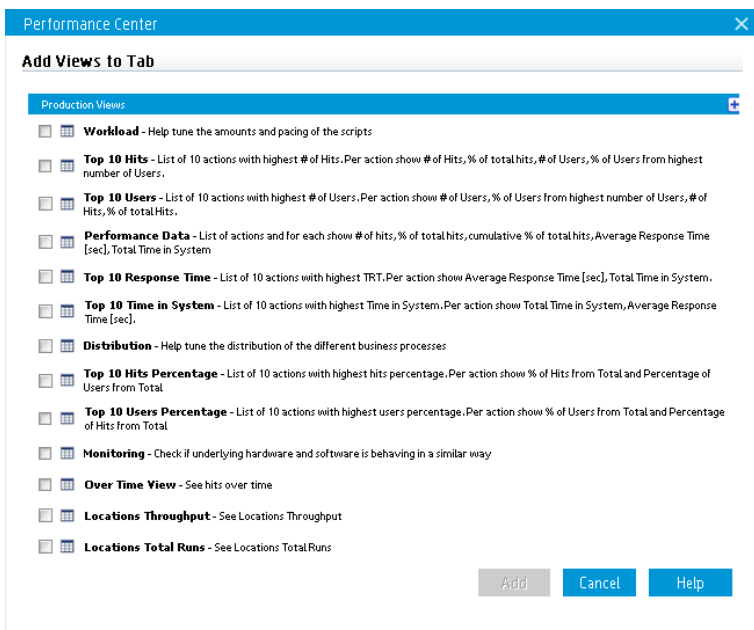 Performance Center
Add Views to Tab
Production Views
Workload - Help tune the amounts and pacing of the scripts
Top 10 Hits - List of 10 actions with highest # of Hits.Per action show # of Hits, % of total hits, # of Users, % of Users from highest
number of Users.
Top 10 Users - List of 10 actions with highest # of Users.Per action show # of Users, % of Users from highest number of Users, # of
Hits, % of total Hits.
Performance Data - List of actions and for each show # of hits, % of total hits, cumulative % of total hits, Average Response Time
[sec], Total Time in System
Top 10 Response Time - List of 10 actions with highest TRT.Per action show Average Response Time [sec], Total Time in System.
Top 10 Time in System - List of 10 actions with highest Time in System.Per action show Total Time in System, Average Response
Time [sec].
Distribution - Help tune the distribution of the different business processes
Top 10 Hits Percentage - List of 10 actions with highest hits percentage.Per action show % of Hits from Total and Percentage of
Users from Total
Top 10 Users Percentage - List of 10 actions with highest users percentage.Per action show % of Users from Total and Percentage
of Hits from Total
Monitoring - Check if underlying hardware and software is behaving in a similar way
Over Time View - See hits over time
Locations Throughput - See Locations Throughput
Locations Total Runs - See Locations Total Runs
Add Cancel Help